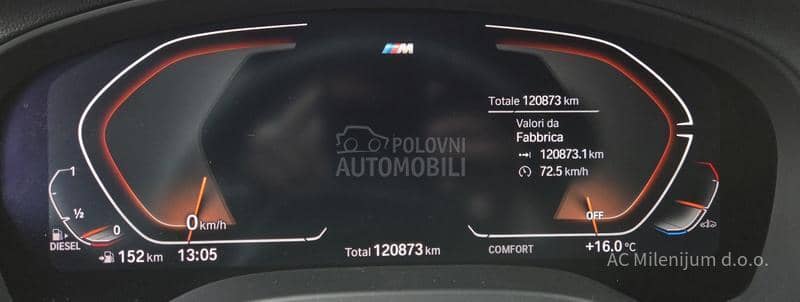 M
Totale 120873 km
Valori da
Fabbrica
120873.1 km
72.5 km/h
POLOVNI
AUTOMOBILI
1
1/2
0
DIESEL
152 km
0 km/h
13:05
Total 120873 km
COMFORT
OFF
+16.0 °C
AC Milenijum d.o.o.